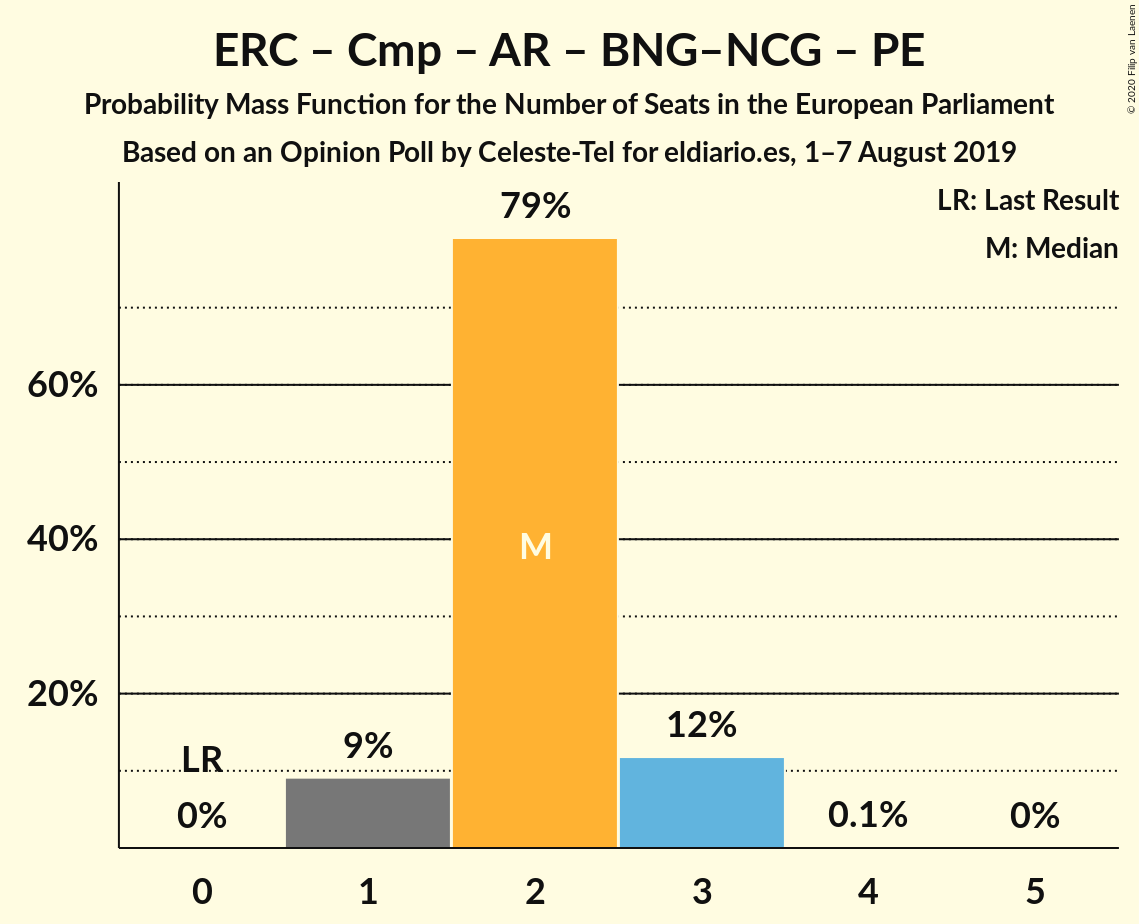 ERC – Cmp – AR – BNG–NCG – PE
Probability Mass Function for the Number of Seats in the European Parliament
Based on an Opinion Poll by Celeste-Tel for eldiario.es, 1–7 August 2019
© 2020 Filip van Laenen
LR: Last Result
M: Median
79%
60%
40%
20%
M
LR
0%
9%
12%
0.1%
0%
0 1 2 3 4 5